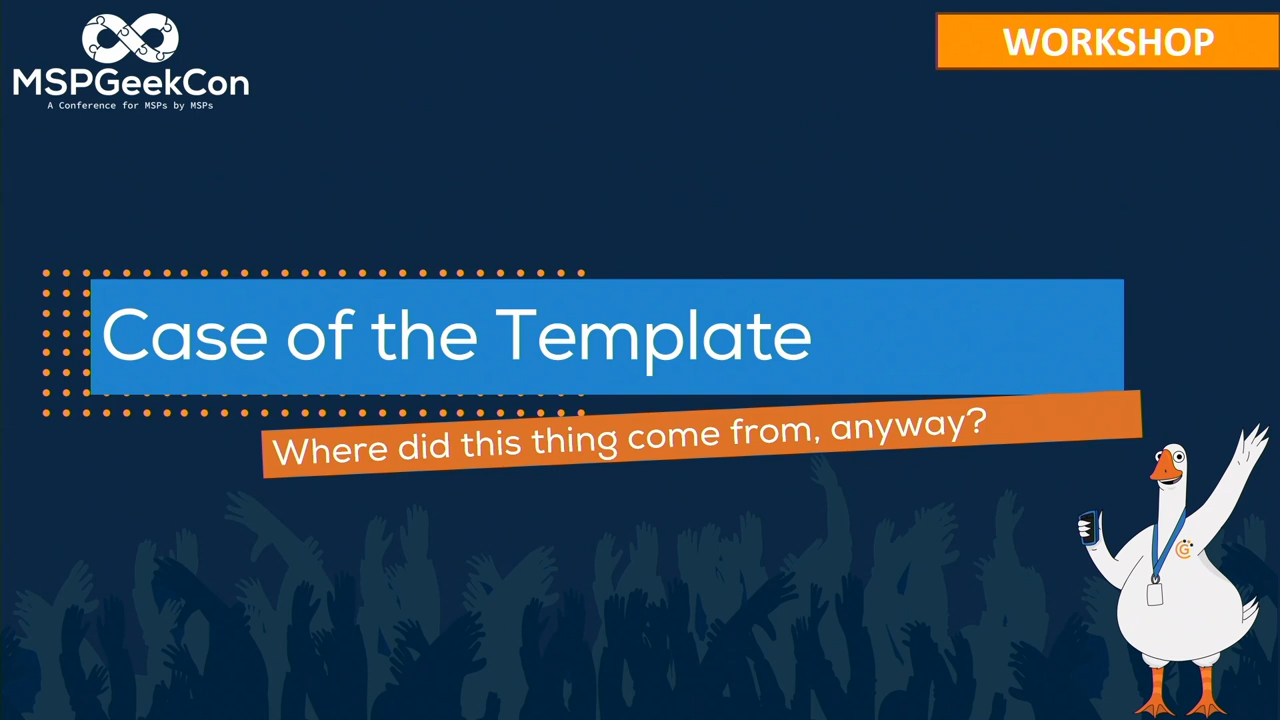 MSPGeekCon
A Conference for MSPs by MSPs
WORKSHOP
Case of the Template
Where did this thing come from, anyway?
G